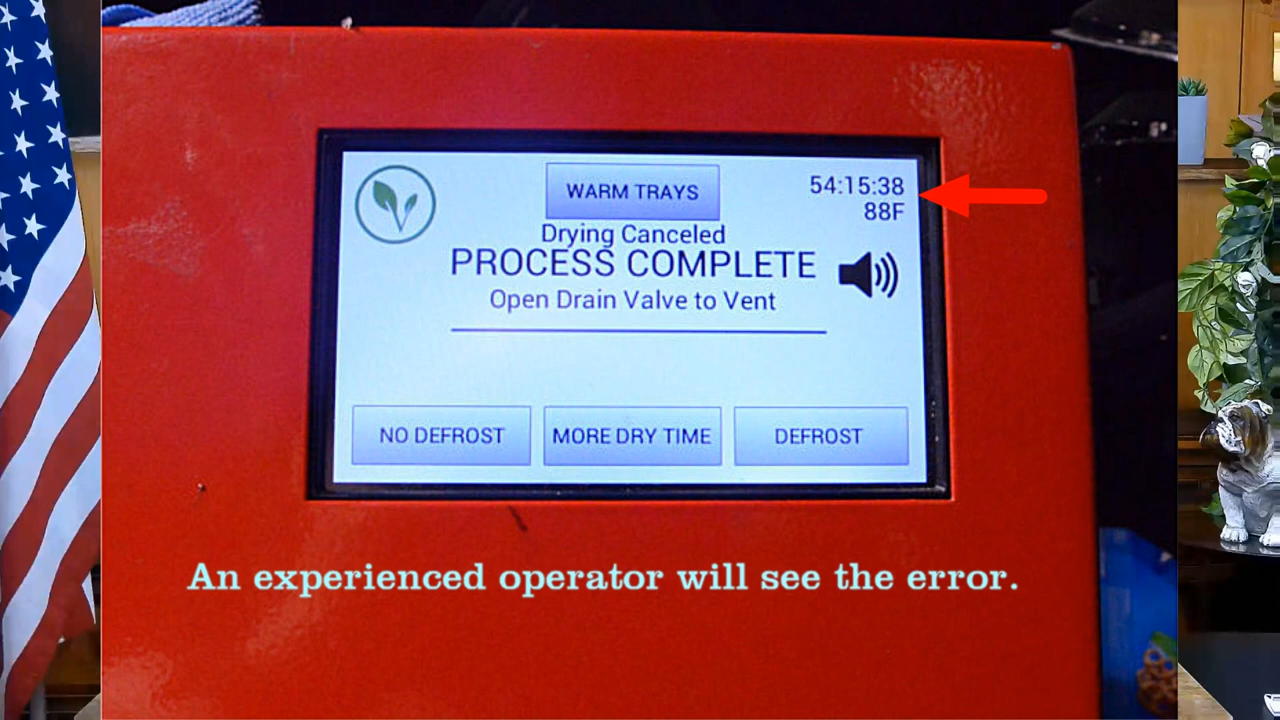 WARM TRAYS
54:15:38
88F
Drying Canceled
PROCESS COMPLETE
Open Drain Valve to Vent
NO DEFROST
MORE DRY TIME
DEFROST
An experienced operator will see the error.